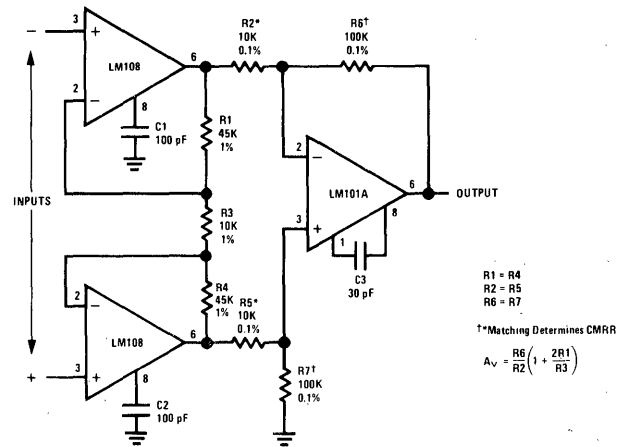 R2*
10K
0.1%
R6†
100K
0.1%
−
3
+
LM108
6
2
−
8
C1
100 pF
R1
45K
1%
2
−
LM101A
6
OUTPUT
3
+
1
8
C3
30 pF
INPUTS
R3
10K
1%
R4
45K
1%
2
−
LM108
6
R5*
10K
0.1%
+
3
+
8
C2
100 pF
R7†
100K
0.1%
R1 = R4
R2 = R5
R6 = R7
†*Matching Determines CMRR
A_V = R6/R2 (1 + 2R1/R3)